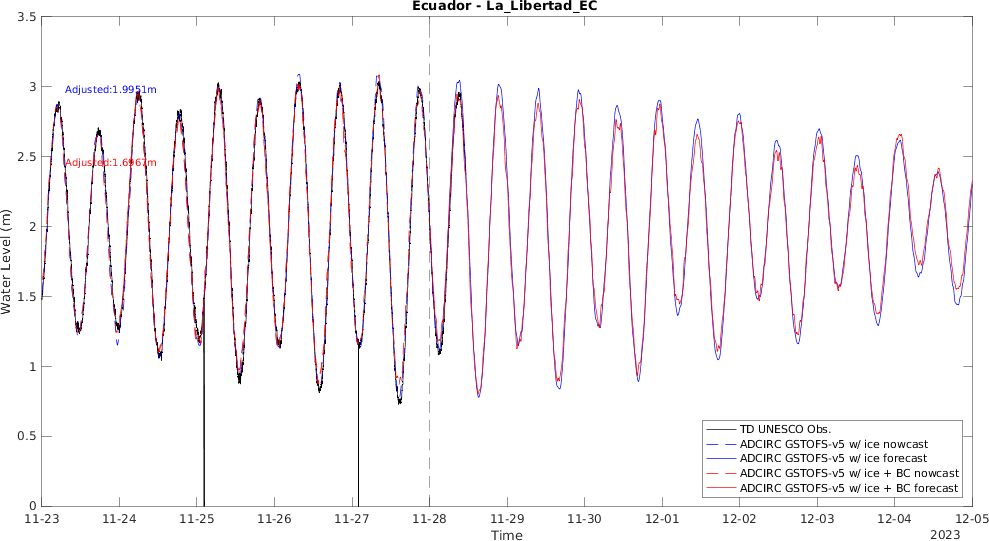 Ecuador - La_Libertad_EC
3.5
3
2.5
2
1.5
1
0.5
0
Water Level (m)
Adjusted:1.9951m
Adjusted:1.6967m
TD UNESCO Obs.
ADCIRC GSTOFS-v5 w/ ice nowcast
ADCIRC GSTOFS-v5 w/ ice forecast
ADCIRC GSTOFS-v5 w/ ice + BC nowcast
ADCIRC GSTOFS-v5 w/ ice + BC forecast
11-23 11-24 11-25 11-26 11-27 11-28 11-29 11-30 12-01 12-02 12-03 12-04 12-05
Time
2023